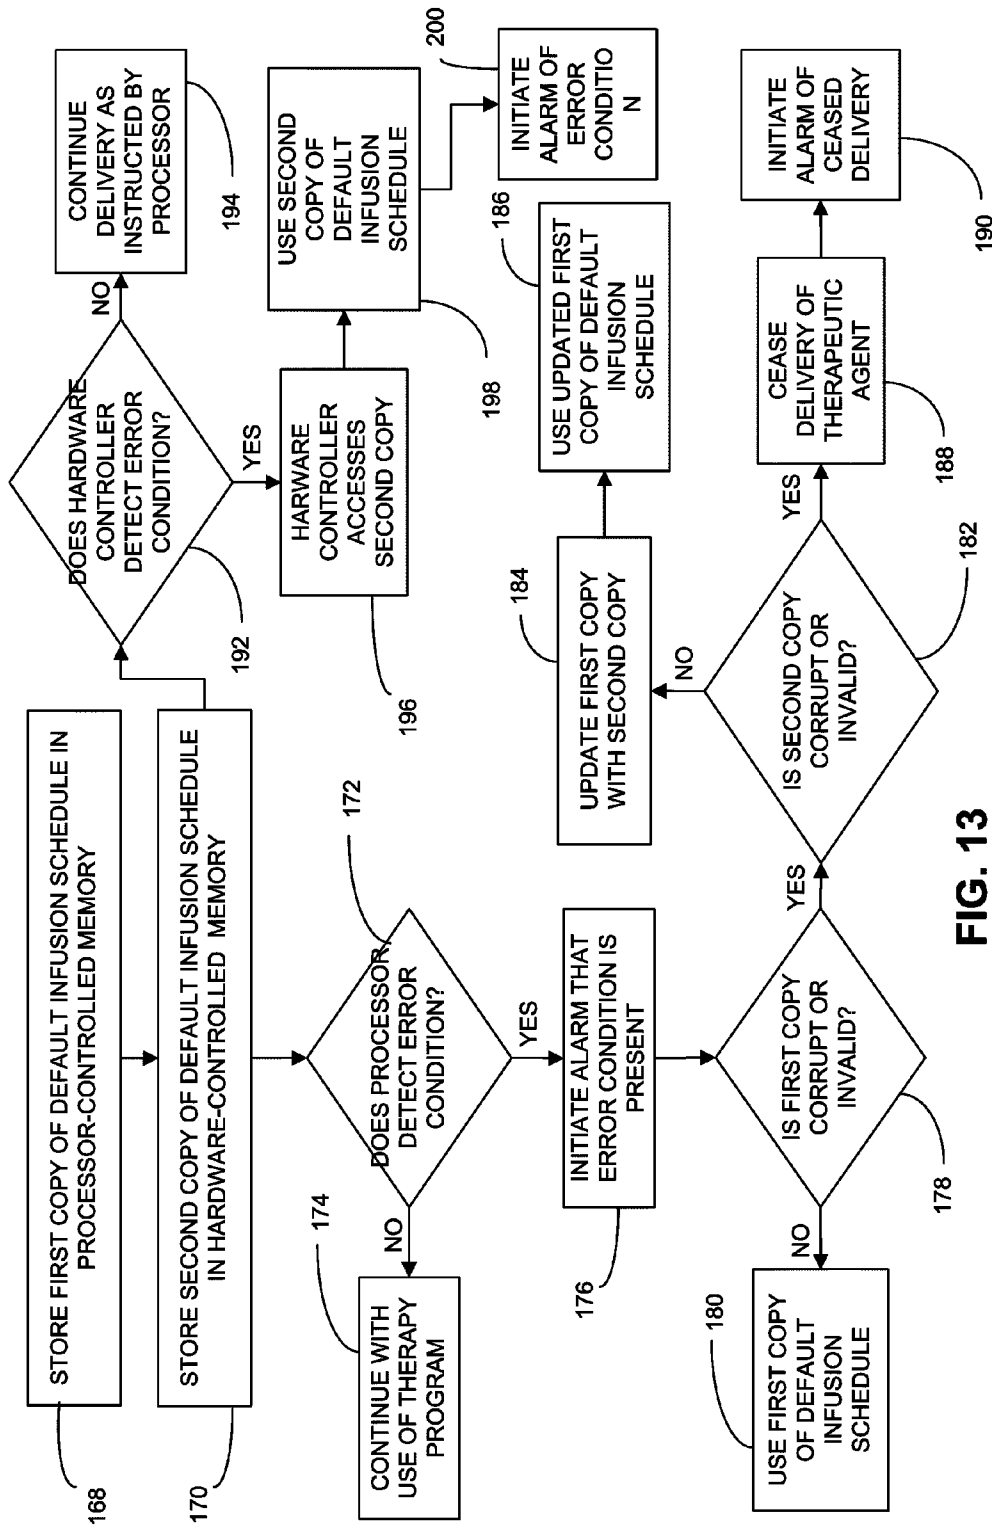 STORE FIRST COPY OF DEFAULT INFUSION SCHEDULE IN
PROCESSOR-CONTROLLED MEMORY
168
STORE SECOND COPY OF DEFAULT INFUSION SCHEDULE
IN HARDWARE-CONTROLLED MEMORY
170
DOES HARDWARE
CONTROLLER
DETECT ERROR
CONDITION?
192
NO
CONTINUE
DELIVERY AS
INSTRUCTED BY
PROCESSOR
194
YES
HARWARE
CONTROLLER
ACCESSES
SECOND COPY
196
USE SECOND
COPY OF
DEFAULT
INFUSION
SCHEDULE
198
INITIATE
ALARM OF
ERROR
CONDITIO
N
200
DOES PROCESSOR
DETECT ERROR
CONDITION?
172
NO
CONTINUE WITH
USE OF THERAPY
PROGRAM
174
YES
INITIATE ALARM THAT
ERROR CONDITION IS
PRESENT
176
IS FIRST COPY
CORRUPT OR
INVALID?
178
NO
USE FIRST COPY
OF DEFAULT
INFUSION
SCHEDULE
180
YES
IS SECOND COPY
CORRUPT OR
INVALID?
182
NO
UPDATE FIRST COPY
WITH SECOND COPY
184
USE UPDATED FIRST
COPY OF DEFAULT
INFUSION
SCHEDULE
186
YES
CEASE
DELIVERY OF
THERAPEUTIC
AGENT
188
INITIATE
ALARM OF
CEASED
DELIVERY
190
FIG. 13